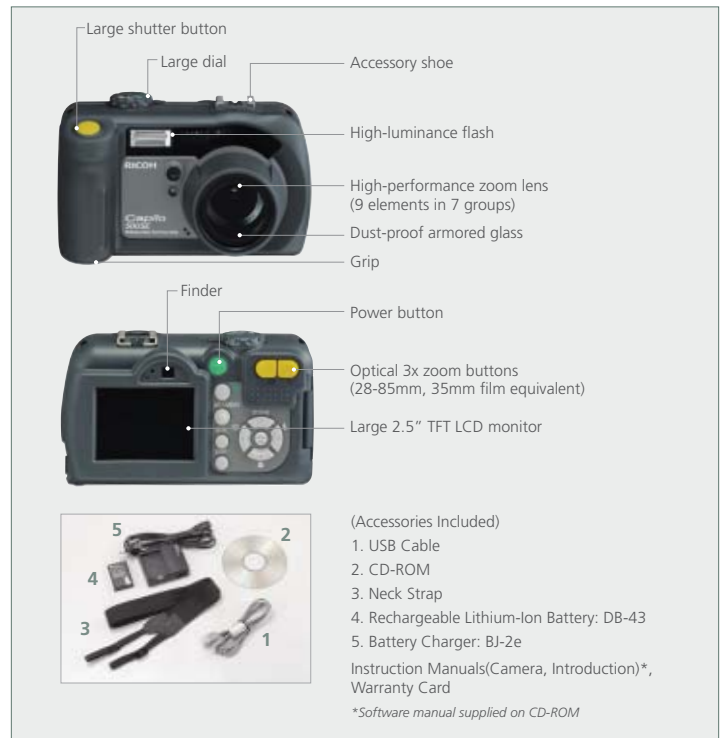 Large shutter button
Large dial
Accessory shoe
High-luminance flash
RICOH
Caplio
500SE
High-performance zoom lens
(9 elements in 7 groups)
Dust-proof armored glass
Grip
Finder
Power button
Optical 3x zoom buttons
(28-85mm, 35mm film equivalent)
Large 2.5” TFT LCD monitor
5
2
4
3
1
(Accessories Included)
1. USB Cable
2. CD-ROM
3. Neck Strap
4. Rechargeable Lithium-Ion Battery: DB-43
5. Battery Charger: BJ-2e
Instruction Manuals(Camera, Introduction)*,
Warranty Card
*Software manual supplied on CD-ROM